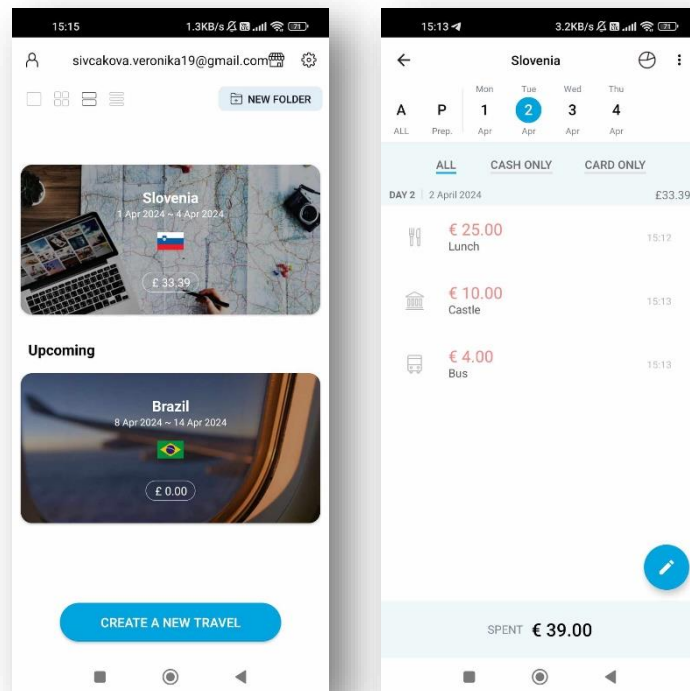 15:15
1.3KB/s
71
sivcakova.veronika19@gmail.com
NEW FOLDER
Slovenia
1 Apr 2024 ~ 4 Apr 2024
£ 33.39
Upcoming
Brazil
8 Apr 2024 ~ 14 Apr 2024
£ 0.00
CREATE A NEW TRAVEL
15:13
3.2KB/s
71
Slovenia
Mon Tue Wed Thu
A P 1 2 3 4
ALL Prep. Apr Apr Apr Apr
ALL CASH ONLY CARD ONLY
DAY 2 2 April 2024 £33.39
€ 25.00
Lunch
15:12
€ 10.00
Castle
15:13
€ 4.00
Bus
15:13
SPENT € 39.00